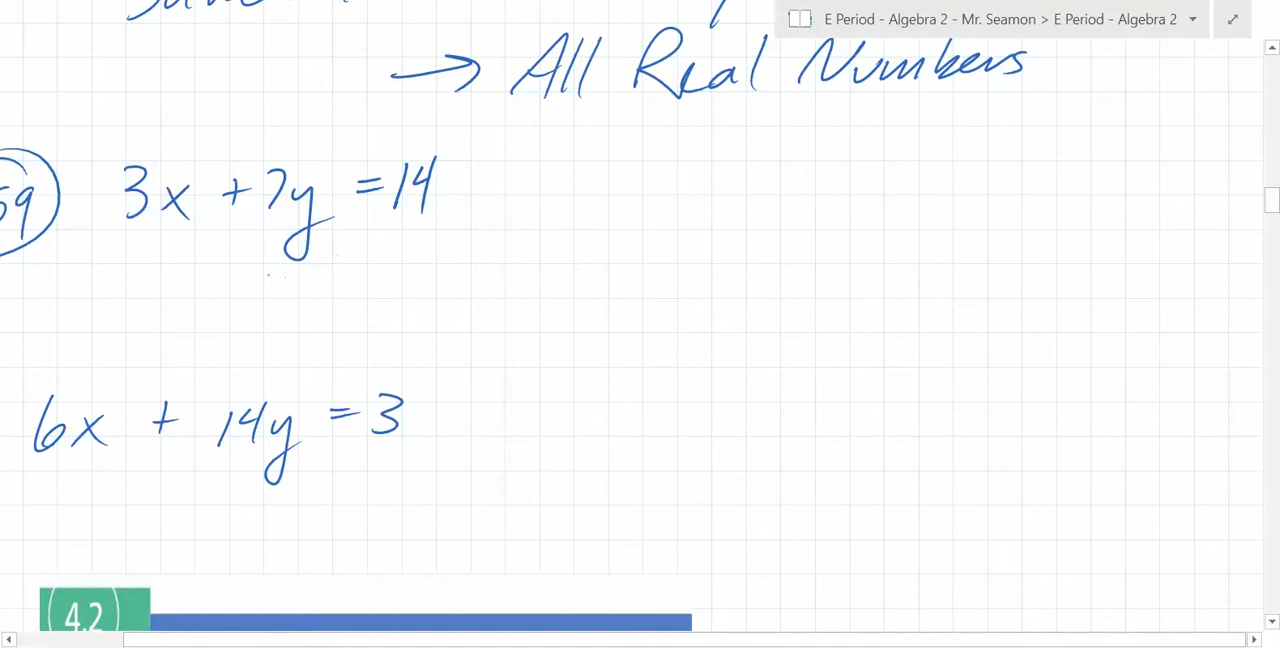 E Period - Algebra 2 - Mr. Seamon > E Period - Algebra 2
→ All Real Numbers
59 3x + 7y = 14
6x + 14y = 3
4.2